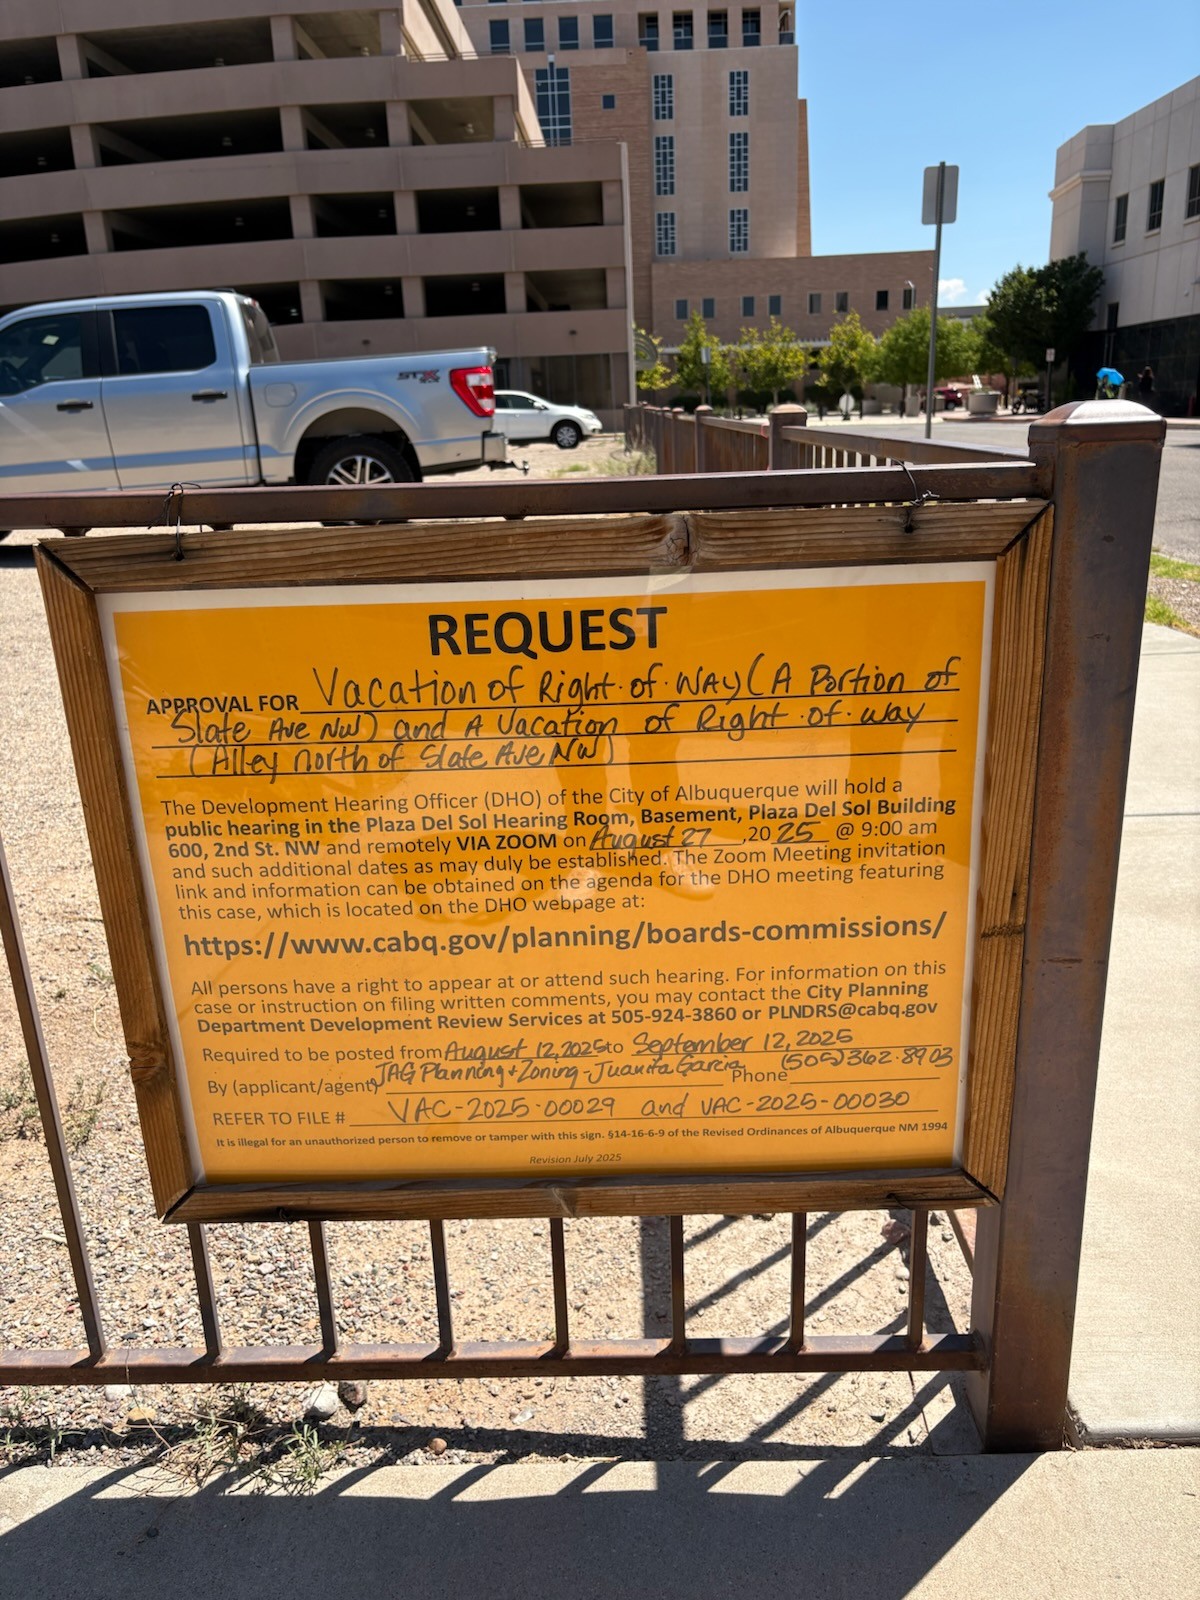 STX
4x4
REQUEST
APPROVAL FOR Vacation of Right-of-WAY (A Portion of
Slate Ave NW) and A Vacation of Right-of-way
(Alley north of Slate Ave NW)
The Development Hearing Officer (DHO) of the City of Albuquerque will hold a
public hearing in the Plaza Del Sol Hearing Room, Basement, Plaza Del Sol Building
600, 2nd St. NW and remotely VIA ZOOM on August 27, 2025 @ 9:00 am
and such additional dates as may duly be established. The Zoom Meeting invitation
link and information can be obtained on the agenda for the DHO meeting featuring
this case, which is located on the DHO webpage at:
https://www.cabq.gov/planning/boards-commissions/
All persons have a right to appear at or attend such hearing. For information on this
case or instruction on filing written comments, you may contact the City Planning
Department Development Review Services at 505-924-3860 or PLNDRS@cabq.gov
Required to be posted from August 12, 2025 to September 12, 2025
By (applicant/agent) JAG Planning + Zoning - Juanita Garcia Phone (505) 362-8903
REFER TO FILE # VAC-2025-00029 and VAC-2025-00030
It is illegal for an unauthorized person to remove or tamper with this sign. §14-16-6-9 of the Revised Ordinances of Albuquerque NM 1994
Revision July 2025